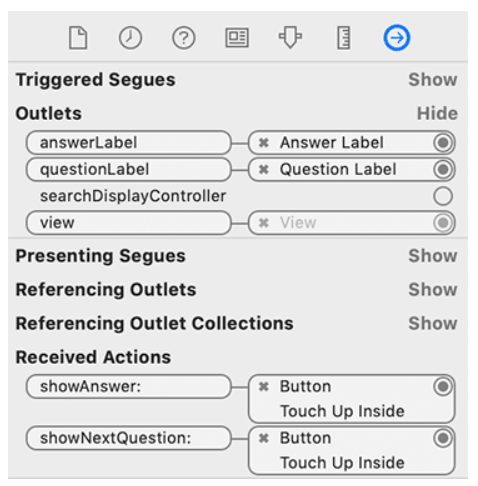 Triggered Segues Show
Outlets Hide
answerLabel Answer Label
questionLabel Question Label
searchDisplayController
view View
Presenting Segues Show
Referencing Outlets Show
Referencing Outlet Collections Show
Received Actions
showAnswer: Button
Touch Up Inside
showNextQuestion: Button
Touch Up Inside